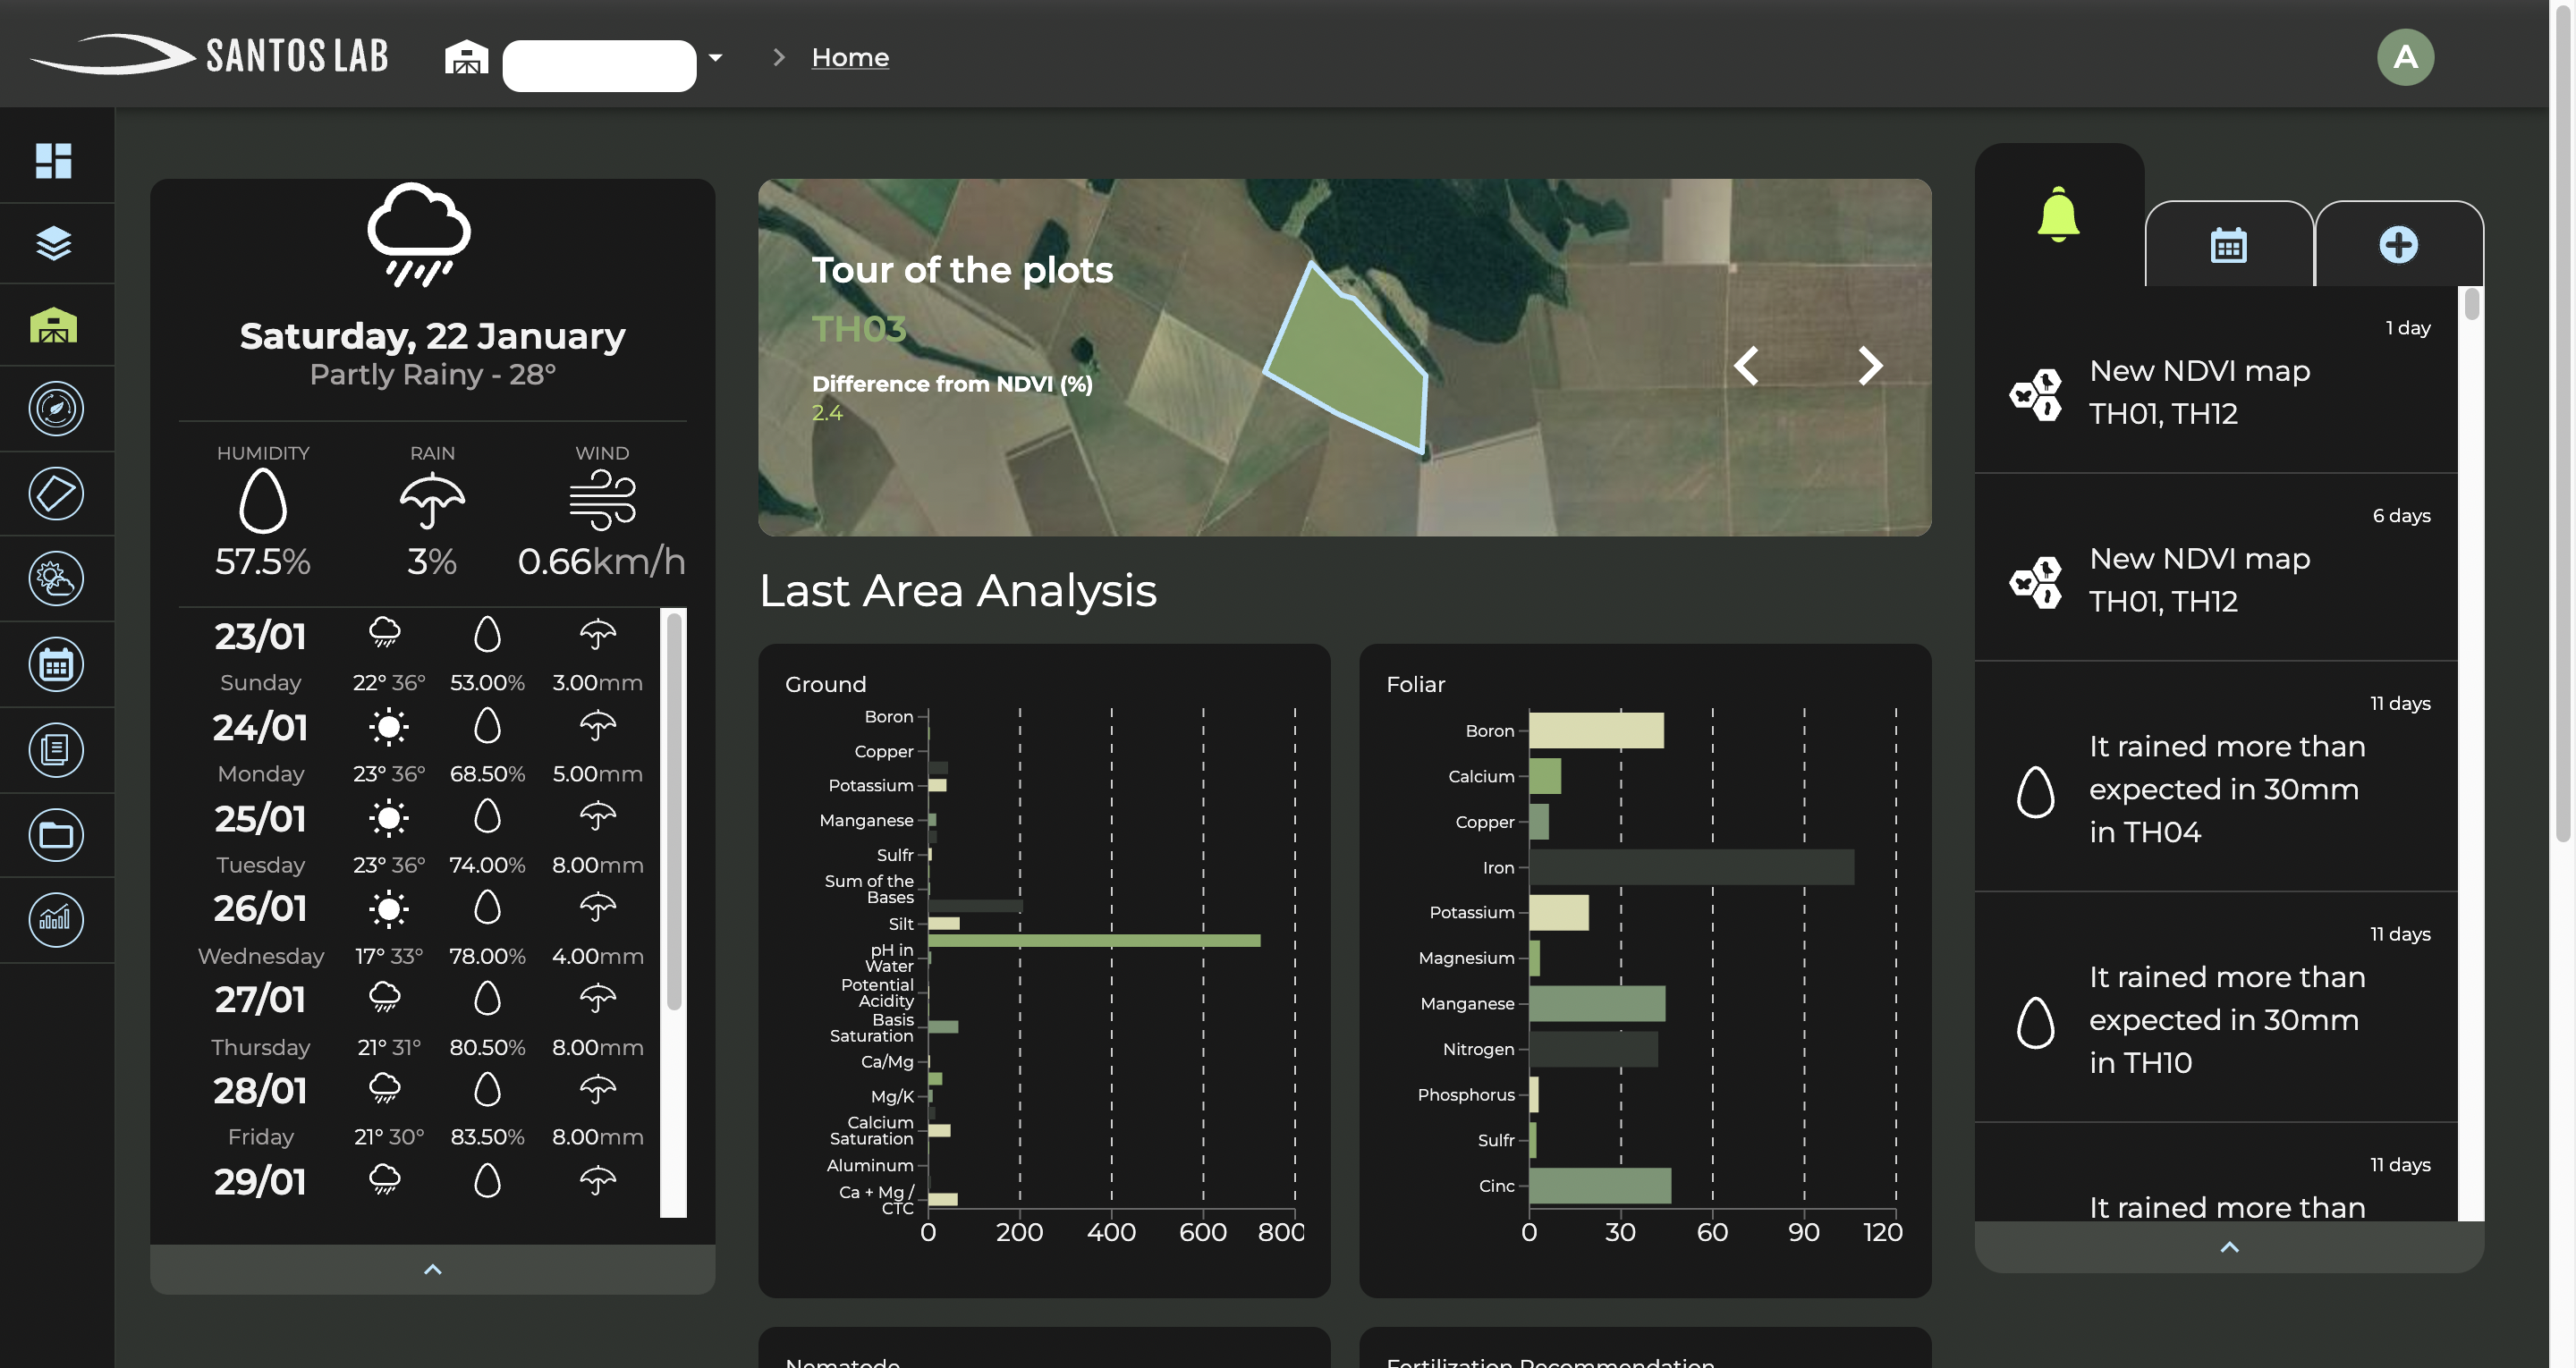 SANTOS LAB
Home
A
Saturday, 22 January
Partly Rainy - 28°
HUMIDITY RAIN WIND
57.5% 3% 0.66km/h
23/01
Sunday 22° 36° 53.00% 3.00mm
24/01
Monday 23° 36° 68.50% 5.00mm
25/01
Tuesday 23° 36° 74.00% 8.00mm
26/01
Wednesday 17° 33° 78.00% 4.00mm
27/01
Thursday 21° 31° 80.50% 8.00mm
28/01
Friday 21° 30° 83.50% 8.00mm
29/01
Tour of the plots
TH03
Difference from NDVI (%)
2.4
Last Area Analysis
Ground
Boron
Copper
Potassium
Manganese
Sulfr
Sum of the
Bases
Silt
pH in
Water
Potential
Acidity
Basis
Saturation
Ca/Mg
Mg/K
Calcium
Saturation
Aluminum
Ca + Mg /
CTC
0 200 400 600 800
Foliar
Boron
Calcium
Copper
Iron
Potassium
Magnesium
Manganese
Nitrogen
Phosphorus
Sulfr
Cinc
0 30 60 90 120
Nematode
Fertilization Recommendation
1 day
New NDVI map
TH01, TH12
6 days
New NDVI map
TH01, TH12
11 days
It rained more than
expected in 30mm
in TH04
11 days
It rained more than
expected in 30mm
in TH10
11 days
It rained more than